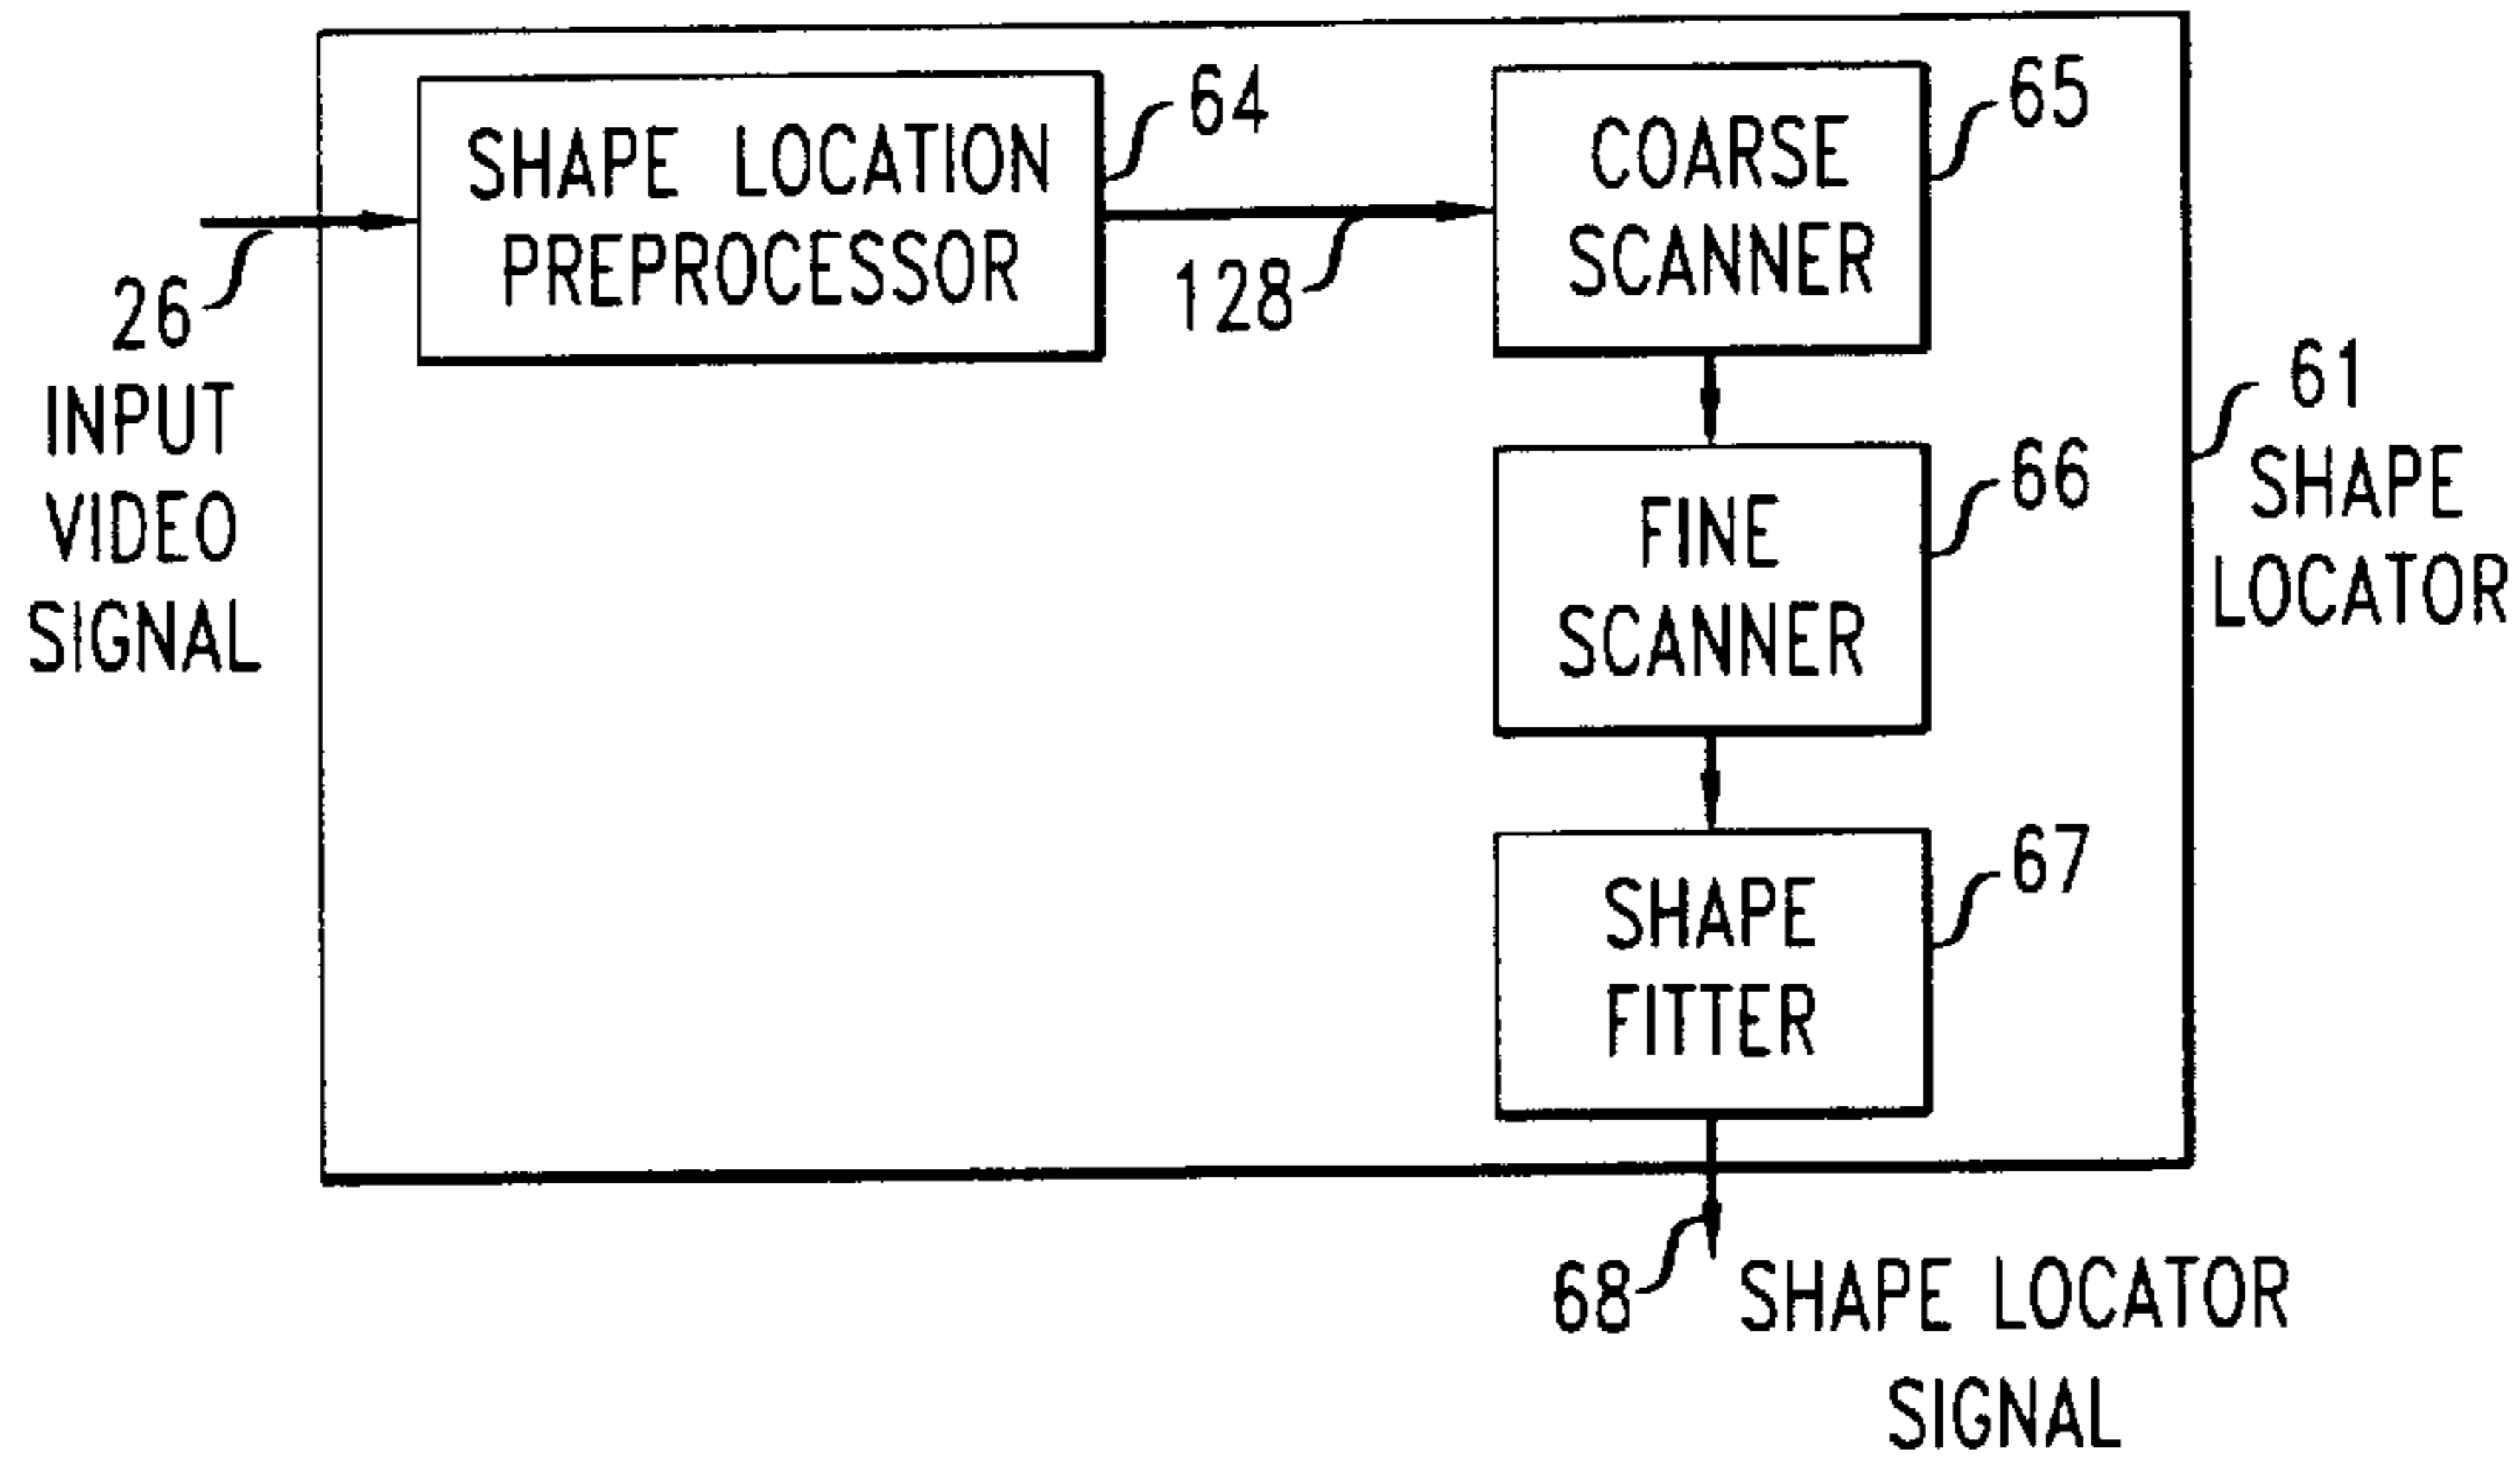 SHAPE LOCATION
PREPROCESSOR
64
COARSE
SCANNER
65
26
INPUT
VIDEO
SIGNAL
128
FINE
SCANNER
66
61
SHAPE
LOCATOR
SHAPE
FITTER
67
68
SHAPE LOCATOR
SIGNAL